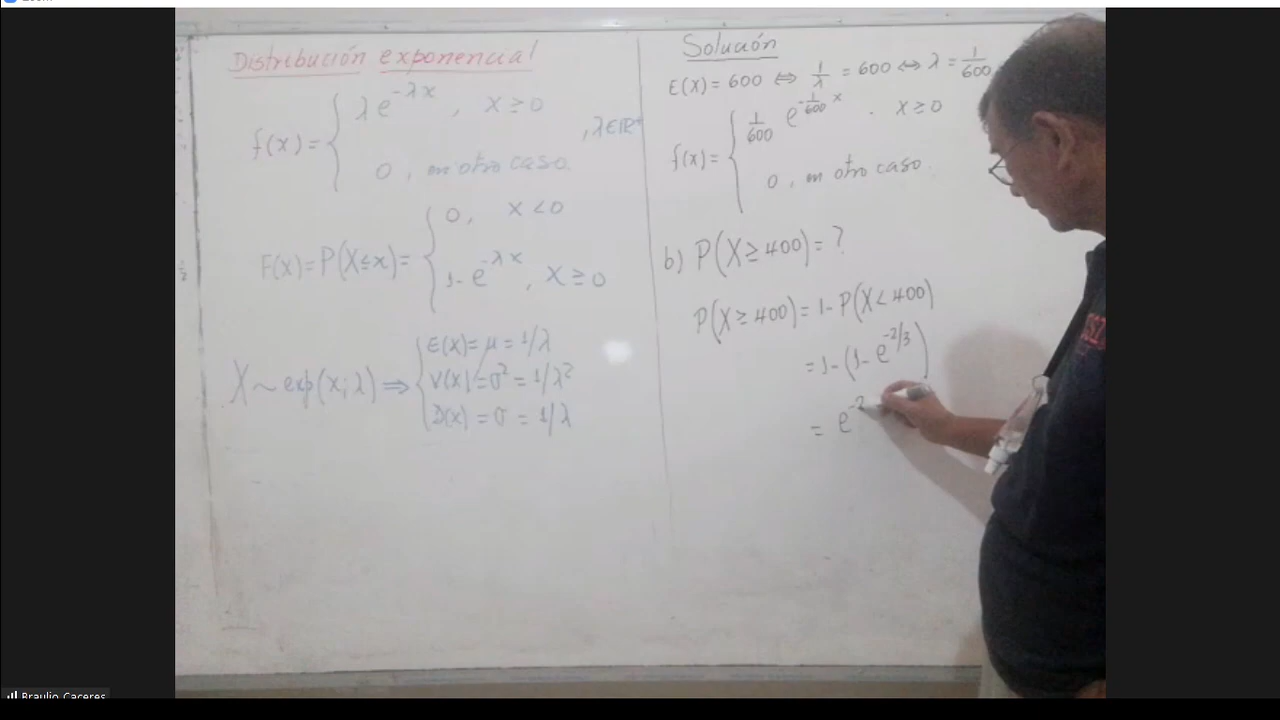 Distribución exponencial
f(x) = { λ e^{-λx} , x ≥ 0
0 , en otro caso. , λ ∈ ℝ⁺
F(x) = P(X ≤ x) = { 0 , x < 0
1 - e^{-λx} , x ≥ 0
X ~ exp(x; λ) ⇒ { E(x) = μ = 1/λ
V(x) = σ² = 1/λ²
D(x) = σ = 1/λ
Solución
E(X) = 600 ⇔ 1/λ = 600 ⇔ λ = 1/600
f(x) = { 1/600 e^{-1/600 x} . x ≥ 0
0 , en otro caso.
b) P(X ≥ 400) = ?
P(X ≥ 400) = 1 - P(X < 400)
= 1 - (1 - e^{-2/3})
= e^{-2
Braulio Caceres